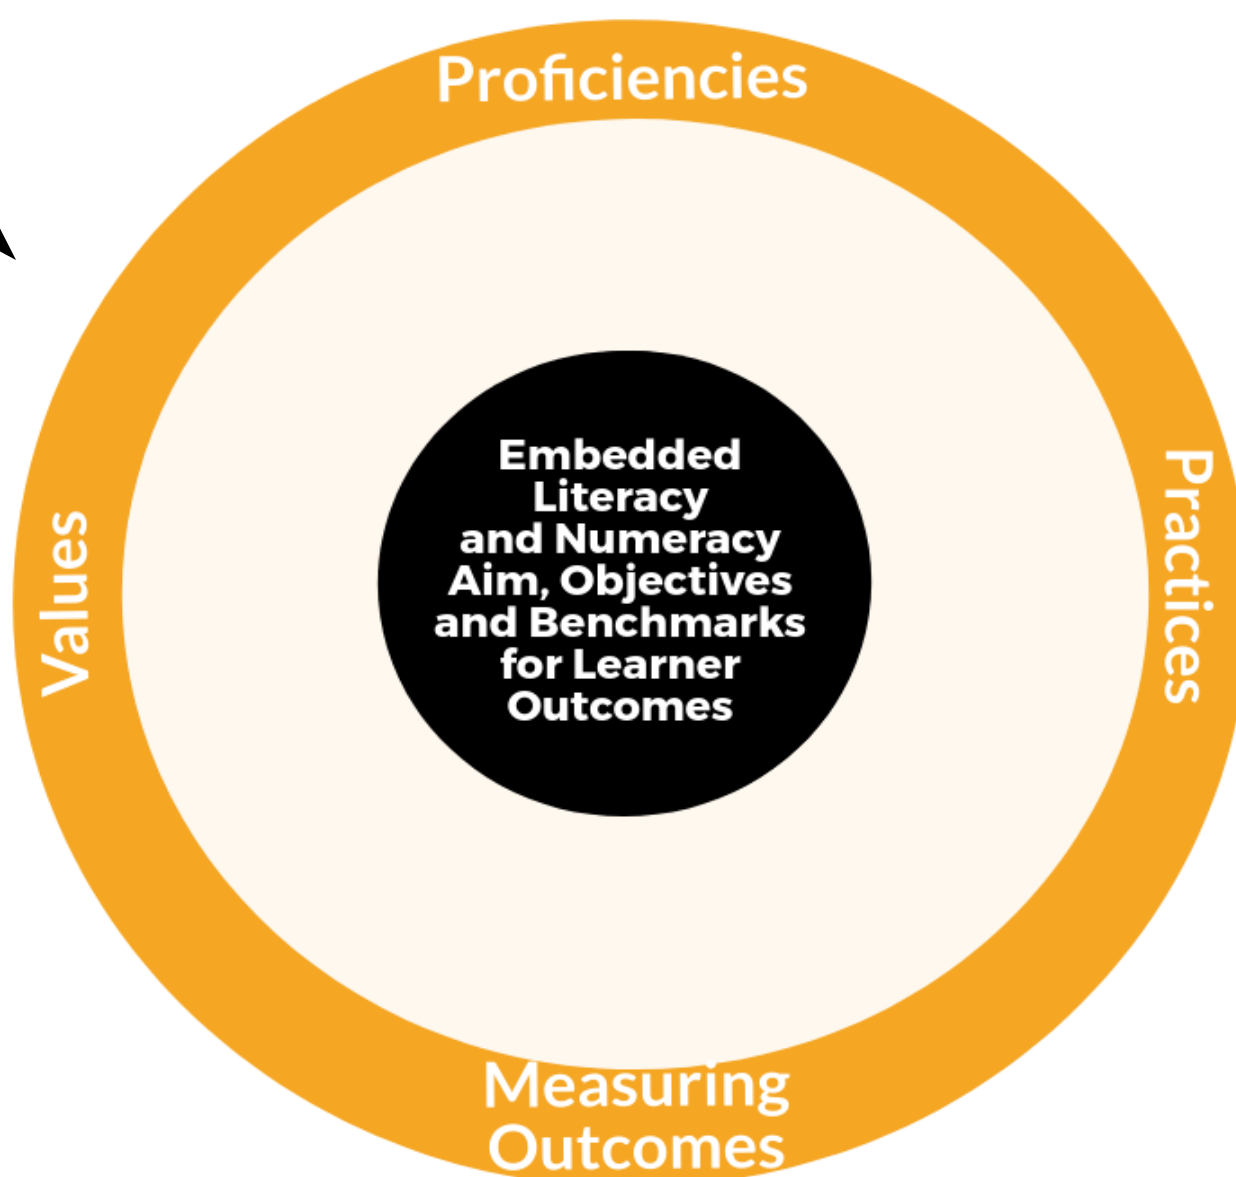 Proficiencies
Embedded
Literacy
and Numeracy
Aim, Objectives
and Benchmarks
for Learner
Outcomes
Values
Practices
Measuring
Outcomes